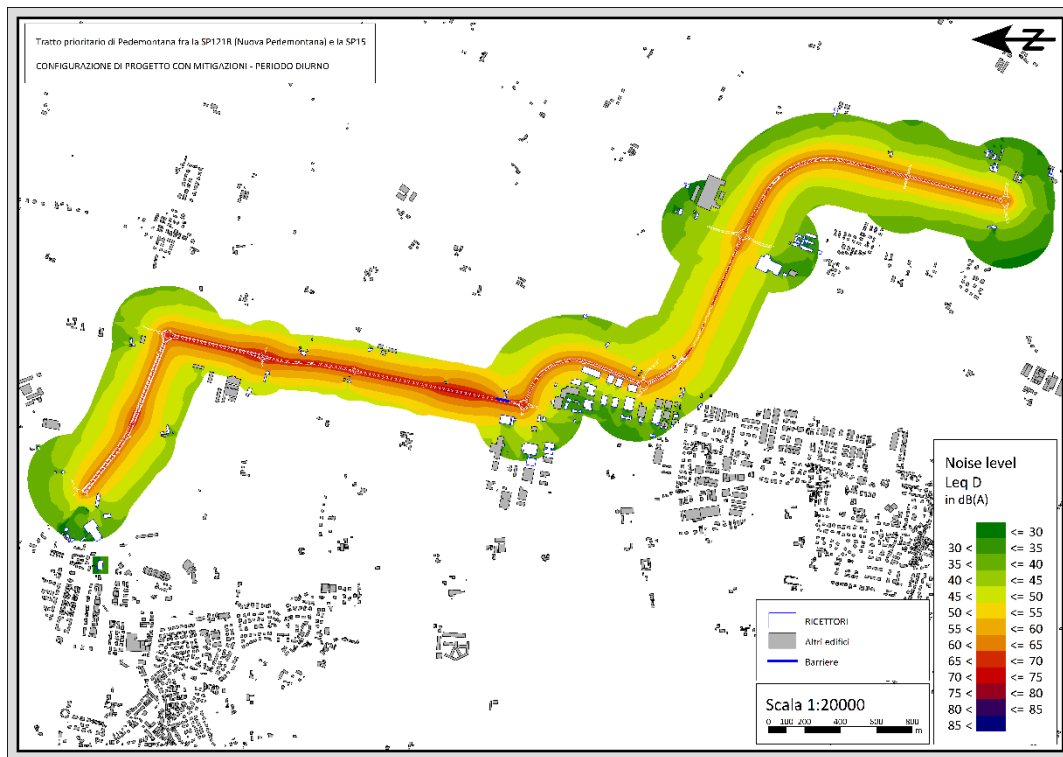 Tratto prioritario di Pedemontana fra la SP121R (Nuova Pedemontana) e la SP15
CONFIGURAZIONE DI PROGETTO CON MITIGAZIONI - PERIODO DIURNO
Z
Noise level
Leq D
in dB(A)
<= 30
30 < <= 35
35 < <= 40
40 < <= 45
45 < <= 50
50 < <= 55
55 < <= 60
60 < <= 65
65 < <= 70
70 < <= 75
75 < <= 80
80 < <= 85
85 <
RICETTORI
Altri edifici
Barriere
Scala 1:20000
0 100 200 400 600 800
m